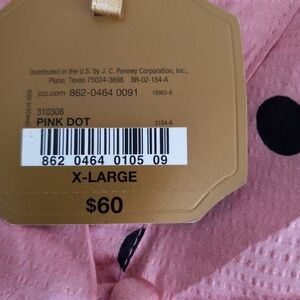 Distributed in the U.S. by J. C. Penney Corporation, Inc.,
Plano, Texas 75024-3698 BR-02-154-A
jcp.com 862-0464 0091 19963-8
310308
PINK DOT 2154-A
862 0464 0105 09
X-LARGE
$60